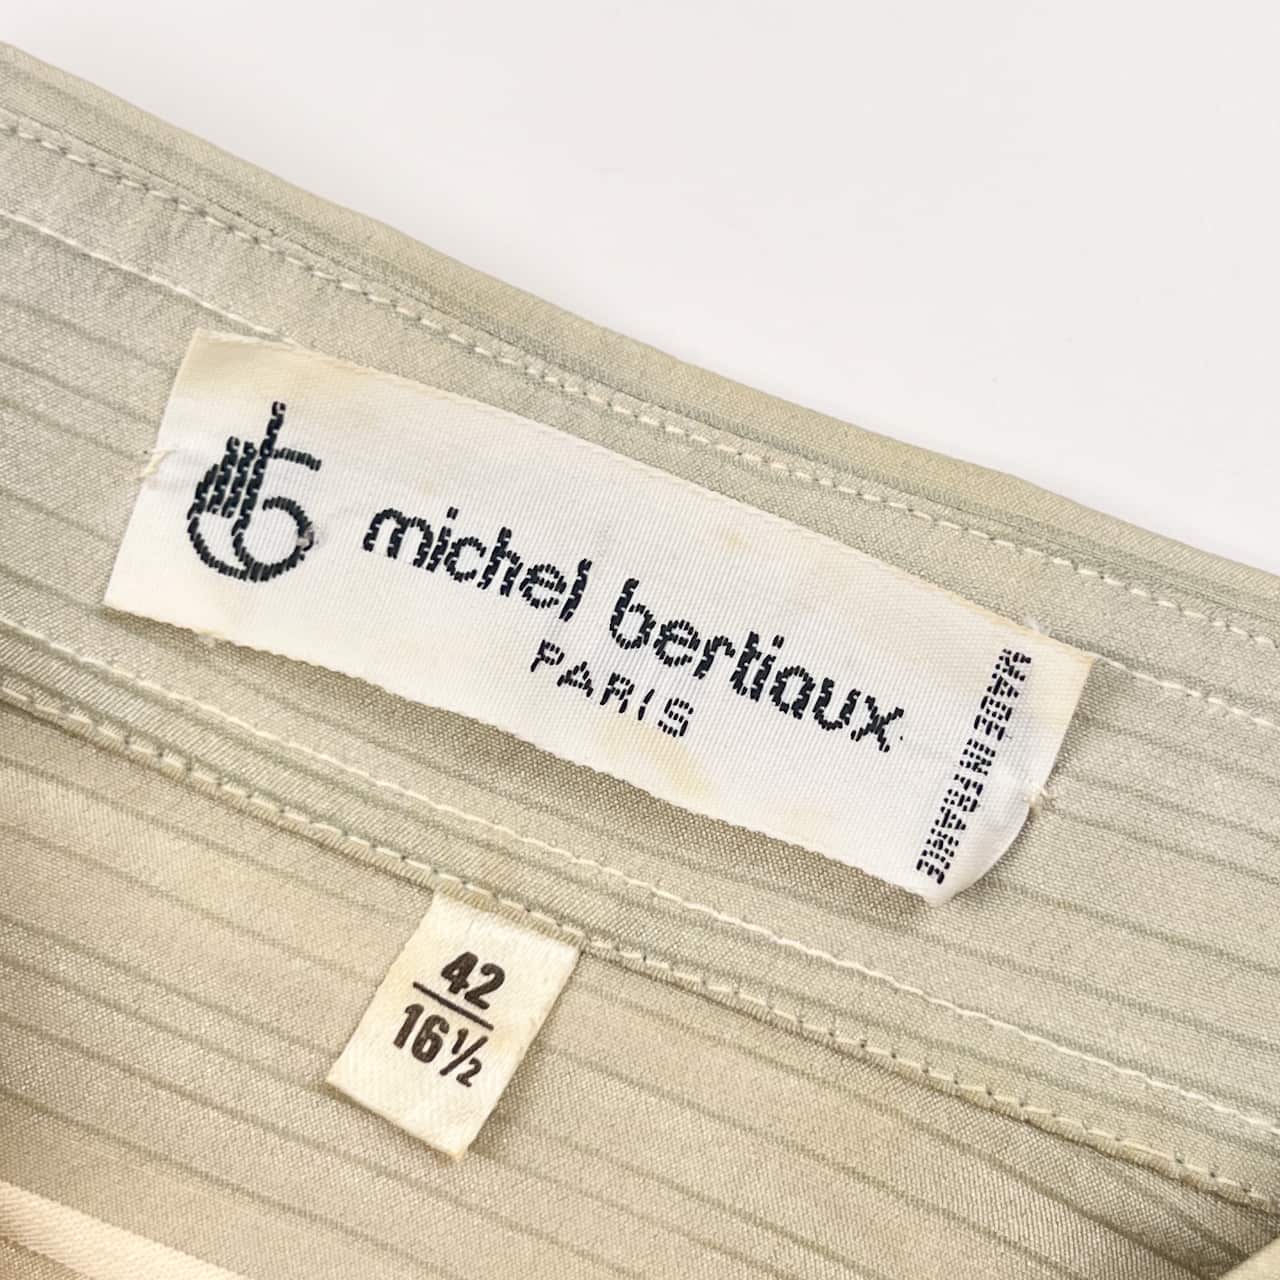 michel bertiaux
PARIS
MADE IN FRANCE
42
16½